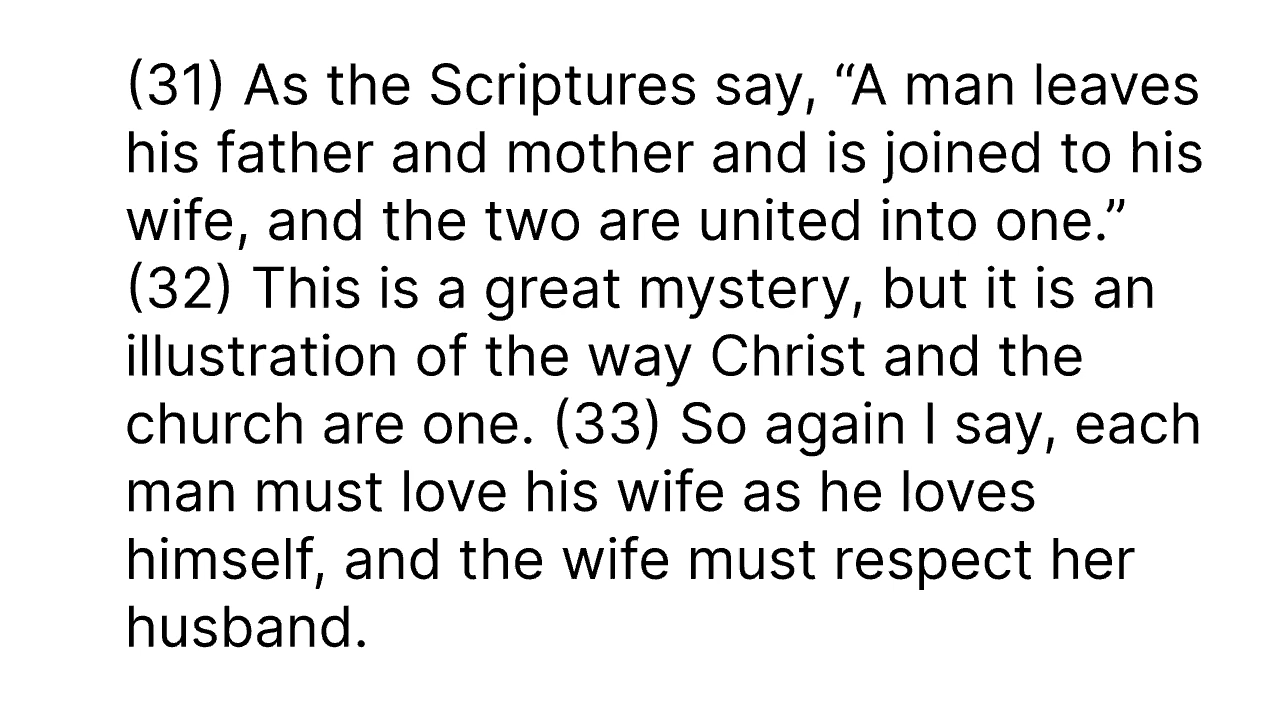 (31) As the Scriptures say, “A man leaves
his father and mother and is joined to his
wife, and the two are united into one.”
(32) This is a great mystery, but it is an
illustration of the way Christ and the
church are one. (33) So again I say, each
man must love his wife as he loves
himself, and the wife must respect her
husband.